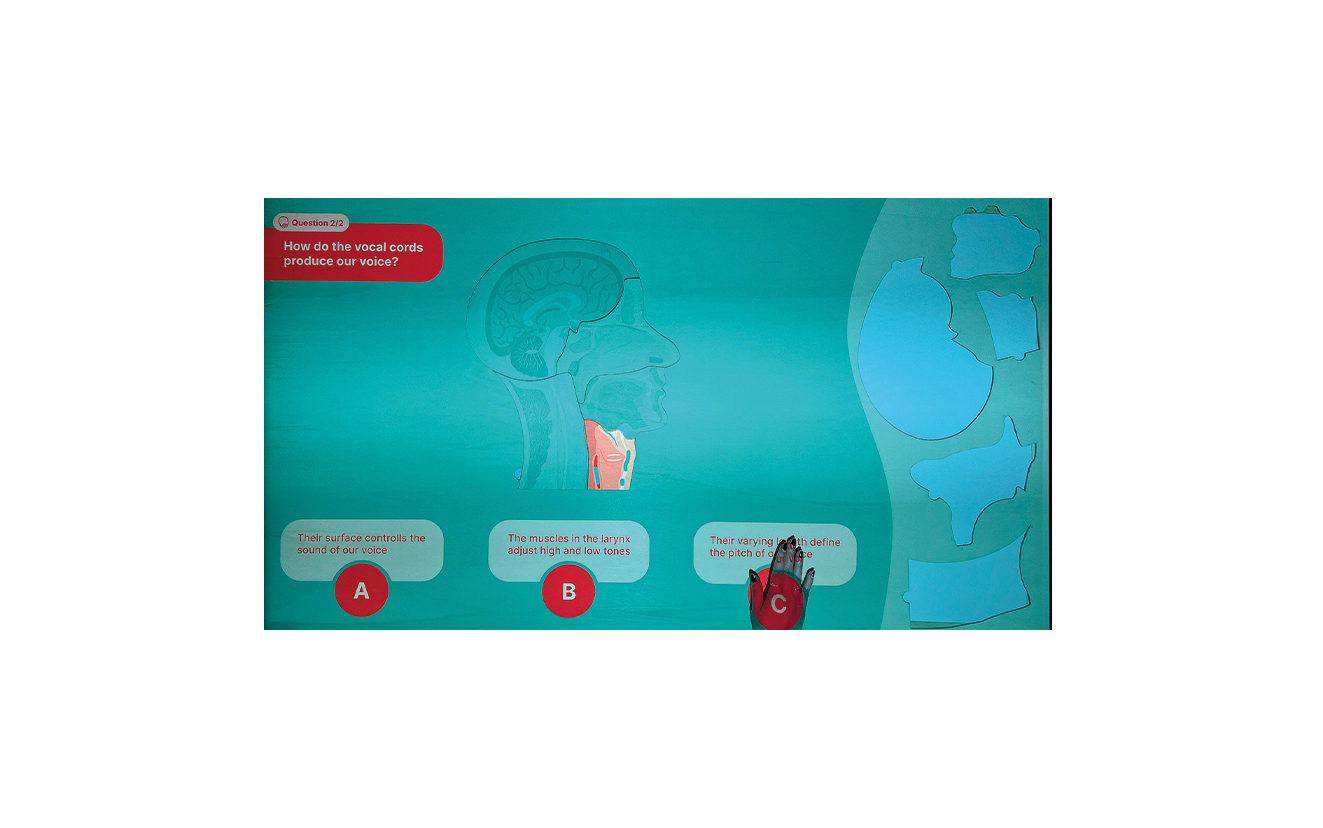 Question 2/2
How do the vocal cords
produce our voice?
Their surface controlls the
sound of our voice
A
The muscles in the larynx
adjust high and low tones
B
Their varying define
the pitch of
C